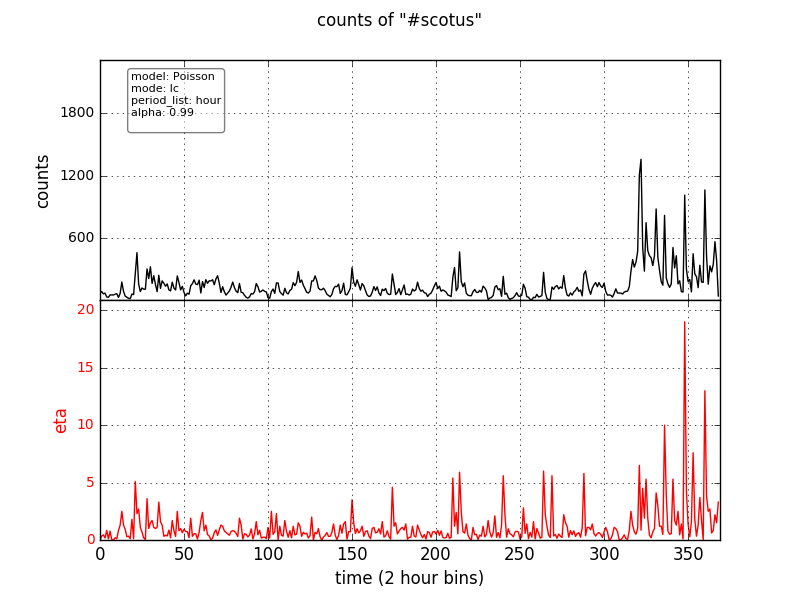 counts of "#scotus"
model: Poisson
mode: lc
period_list: hour
alpha: 0.99
1800
1200
600
counts
20
15
10
5
0
eta
0 50 100 150 200 250 300 350
time (2 hour bins)